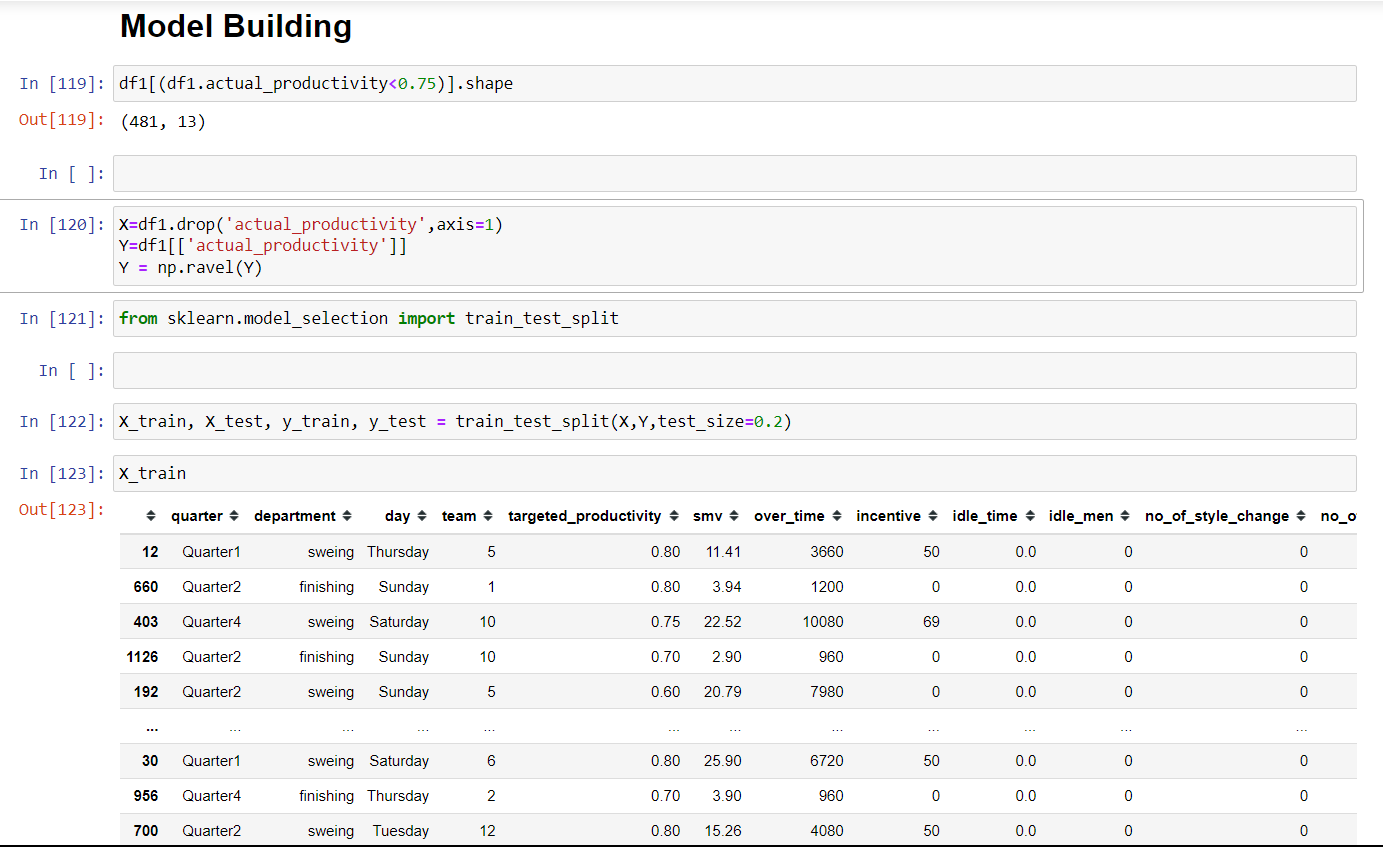 Model Building
In [119]: df1[(df1.actual_productivity<0.75)].shape
Out[119]: (481, 13)
In [ ]:
In [120]: X=df1.drop('actual_productivity',axis=1)
Y=df1[['actual_productivity']]
Y = np.ravel(Y)
In [121]: from sklearn.model_selection import train_test_split
In [ ]:
In [122]: X_train, X_test, y_train, y_test = train_test_split(X,Y,test_size=0.2)
In [123]: X_train
Out[123]:
quarter department day team targeted_productivity smv over_time incentive idle_time idle_men no_of_style_change no_o
12 Quarter1 sweing Thursday 5 0.80 11.41 3660 50 0.0 0 0
660 Quarter2 finishing Sunday 1 0.80 3.94 1200 0 0.0 0 0
403 Quarter4 sweing Saturday 10 0.75 22.52 10080 69 0.0 0 0
1126 Quarter2 finishing Sunday 10 0.70 2.90 960 0 0.0 0 0
192 Quarter2 sweing Sunday 5 0.60 20.79 7980 0 0.0 0 0
... ... ... ... ... ... ... ... ... ... ... ...
30 Quarter1 sweing Saturday 6 0.80 25.90 6720 50 0.0 0 0
956 Quarter4 finishing Thursday 2 0.70 3.90 960 0 0.0 0 0
700 Quarter2 sweing Tuesday 12 0.80 15.26 4080 50 0.0 0 0